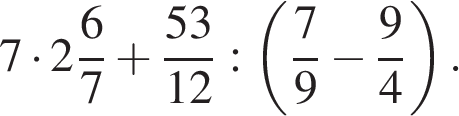 7 · 2 6/7 + 53/12 : (7/9 − 9/4).